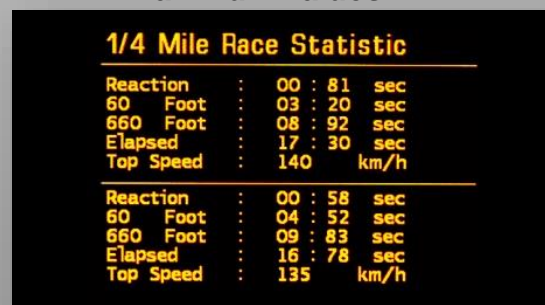 1/4 Mile Race Statistic
Reaction : 00 : 81 sec
60 Foot : 03 : 20 sec
660 Foot : 08 : 92 sec
Elapsed : 17 : 30 sec
Top Speed : 140 km/h
Reaction : 00 : 58 sec
60 Foot : 04 : 52 sec
660 Foot : 09 : 83 sec
Elapsed : 16 : 78 sec
Top Speed : 135 km/h